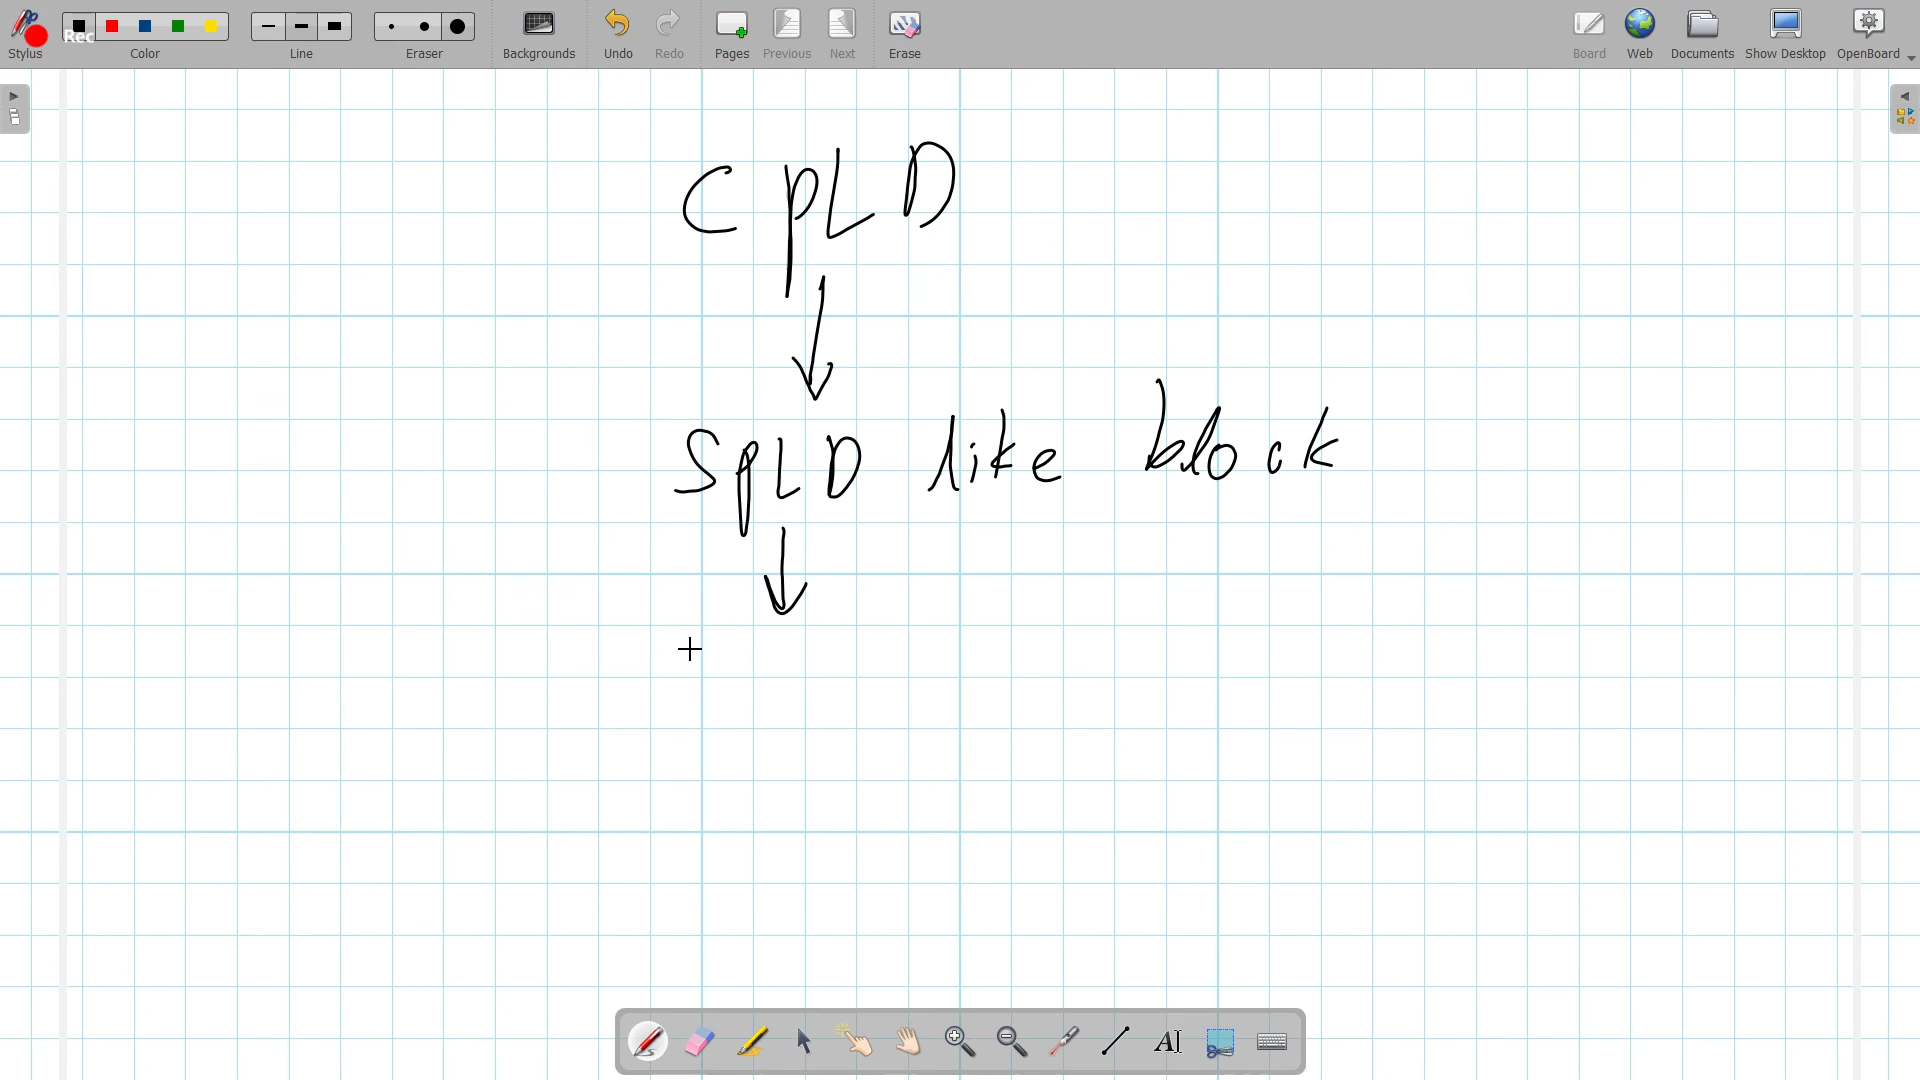 Rec
Stylus
Color
Line
Eraser
Backgrounds
Undo
Redo
Pages
Previous
Next
Erase
Board
Web
Documents
Show Desktop
OpenBoard
CPLD
SPLD like block